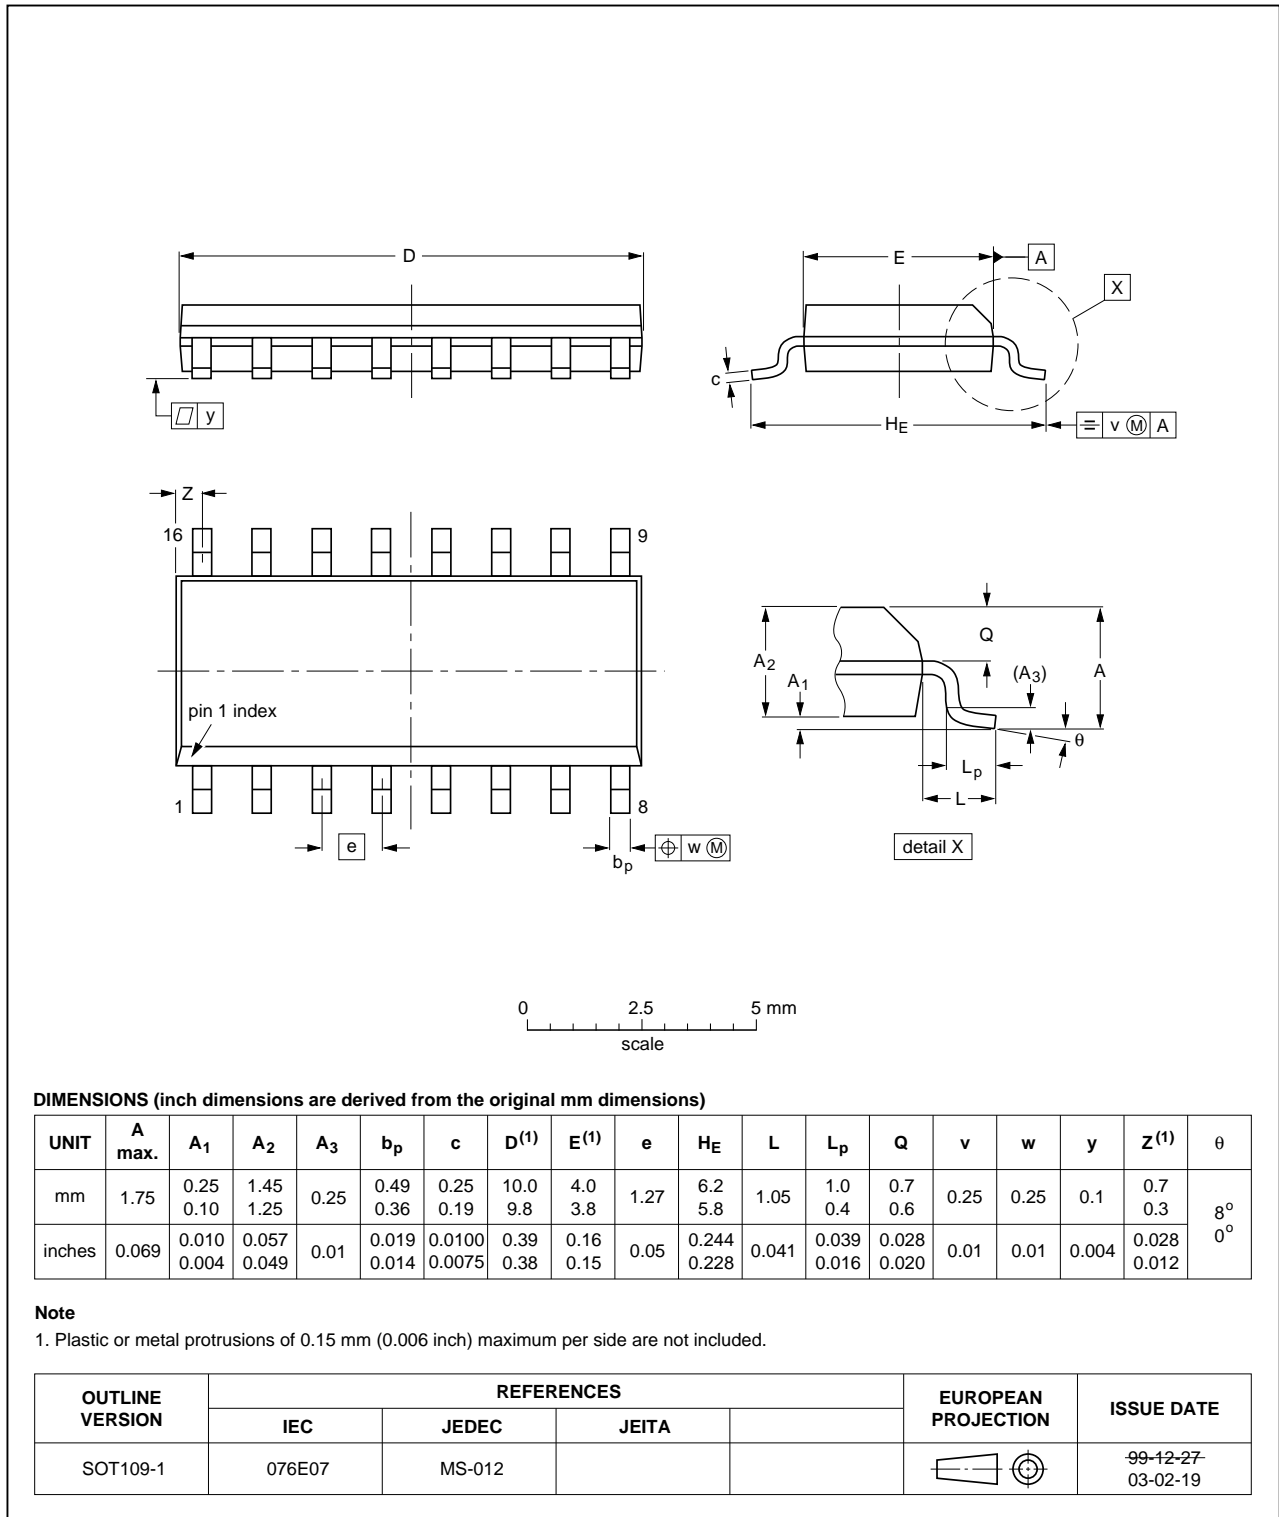 D
E
A
X
c
y
HE
v M A
Z
16
9
pin 1 index
1
8
e
bp
w M
A2
A1
Q
(A3)
A
θ
Lp
L
detail X
0 2.5 5 mm
scale
DIMENSIONS (inch dimensions are derived from the original mm dimensions)
UNIT A max. A1 A2 A3 bp c D(1) E(1) e HE L Lp Q v w y Z(1) θ
mm 1.75 0.25 0.10 1.45 1.25 0.25 0.49 0.36 0.25 0.19 10.0 9.8 4.0 3.8 1.27 6.2 5.8 1.05 1.0 0.4 0.7 0.6 0.25 0.25 0.1 0.7 0.3 8° 0°
inches 0.069 0.010 0.004 0.057 0.049 0.01 0.019 0.014 0.0100 0.0075 0.39 0.38 0.16 0.15 0.05 0.244 0.228 0.041 0.039 0.016 0.028 0.020 0.01 0.01 0.004 0.028 0.012
Note
1. Plastic or metal protrusions of 0.15 mm (0.006 inch) maximum per side are not included.
OUTLINE VERSION REFERENCES EUROPEAN PROJECTION ISSUE DATE
IEC JEDEC JEITA
SOT109-1 076E07 MS-012 99-12-27
03-02-19